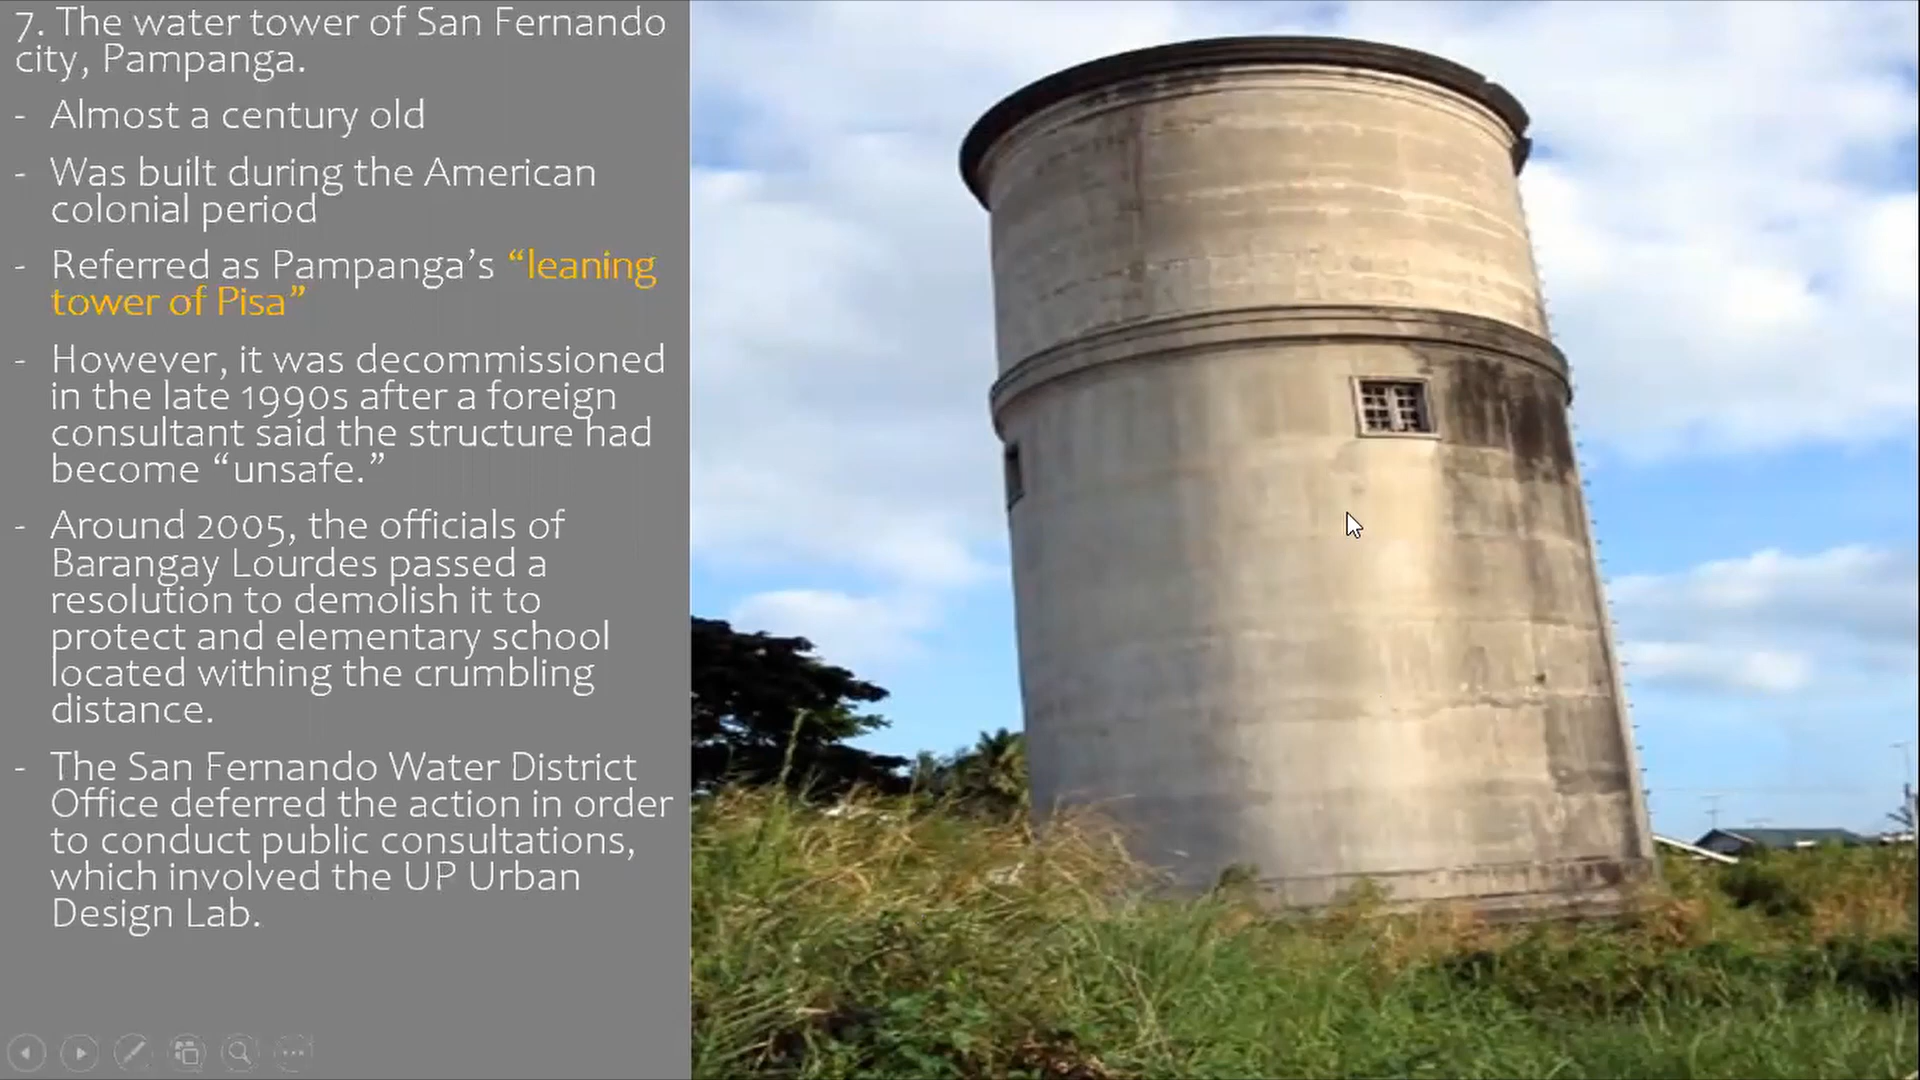 7. The water tower of San Fernando
city, Pampanga.
- Almost a century old
- Was built during the American
colonial period
- Referred as Pampanga’s “leaning
tower of Pisa”
- However, it was decommissioned
in the late 1990s after a foreign
consultant said the structure had
become “unsafe.”
- Around 2005, the officials of
Barangay Lourdes passed a
resolution to demolish it to
protect and elementary school
located withing the crumbling
distance.
- The San Fernando Water District
Office deferred the action in order
to conduct public consultations,
which involved the UP Urban
Design Lab.